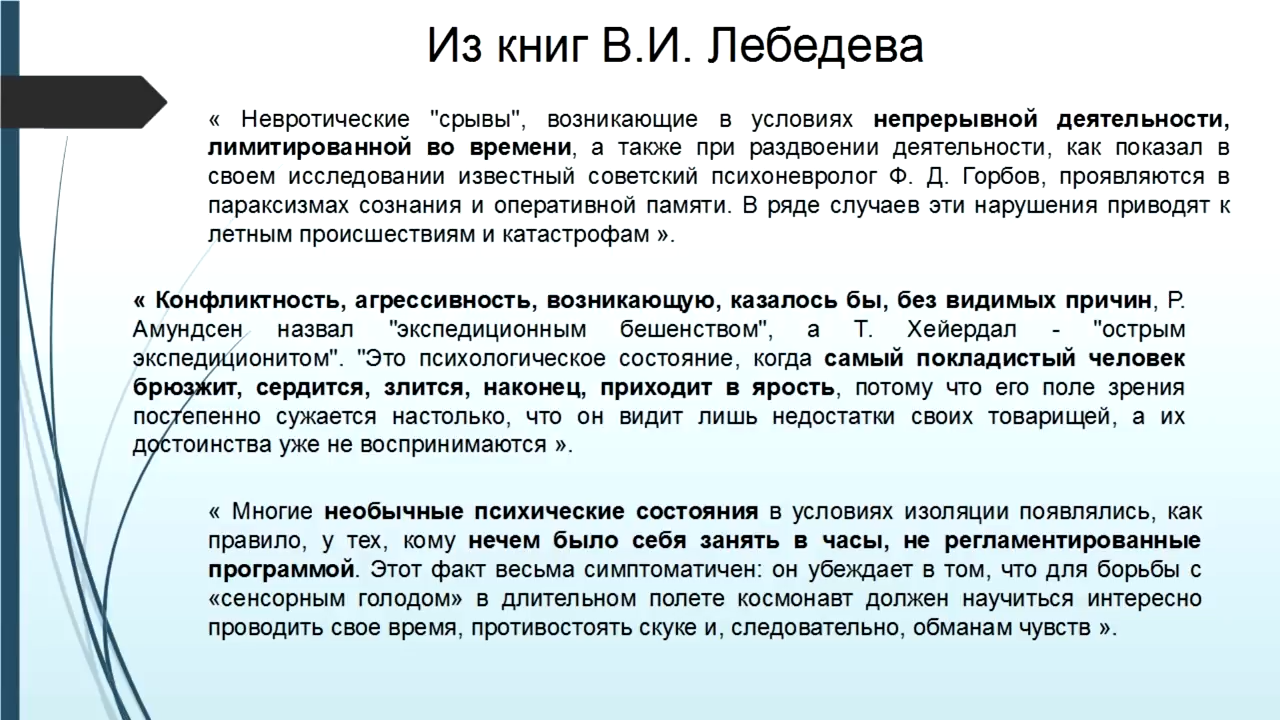 Из книг В.И. Лебедева
« Невротические "срывы", возникающие в условиях непрерывной деятельности,
лимитированной во времени, а также при раздвоении деятельности, как показал в
своем исследовании известный советский психоневролог Ф. Д. Горбов, проявляются в
параксизмах сознания и оперативной памяти. В ряде случаев эти нарушения приводят к
летным происшествиям и катастрофам ».
« Конфликтность, агрессивность, возникающую, казалось бы, без видимых причин, Р.
Амундсен назвал "экспедиционным бешенством", а Т. Хейердал - "острым
экспедиционитом". "Это психологическое состояние, когда самый покладистый человек
брюзжит, сердится, злится, наконец, приходит в ярость, потому что его поле зрения
постепенно сужается настолько, что он видит лишь недостатки своих товарищей, а их
достоинства уже не воспринимаются ».
« Многие необычные психические состояния в условиях изоляции появлялись, как
правило, у тех, кому нечем было себя занять в часы, не регламентированные
программой. Этот факт весьма симптоматичен: он убеждает в том, что для борьбы с
«сенсорным голодом» в длительном полете космонавт должен научиться интересно
проводить свое время, противостоять скуке и, следовательно, обманам чувств ».